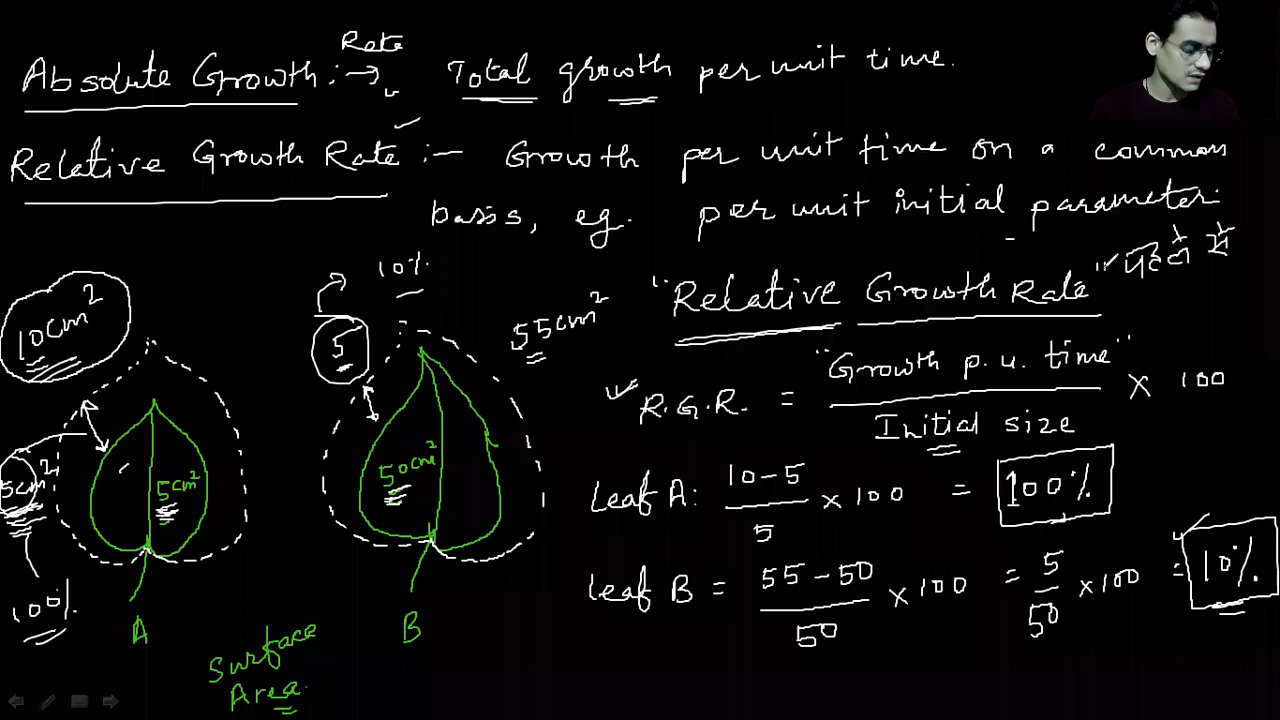 Rate
Absolute Growth :→ Total growth per unit time.
Relative Growth Rate :- Growth per unit time on a common
basis, eg. per unit initial parameter.
"Relative Growth Rate"
10cm²
10%
5
55cm²
R.G.R. = "Growth p.u. time" / Initial size × 100
5cm²
5cm²
50cm²
Leaf A: 10-5 / 5 × 100 = 100%
Leaf B = 55-50 / 50 × 100 = 5 / 50 × 100 = 10%
100%
A
B
Surface
Area